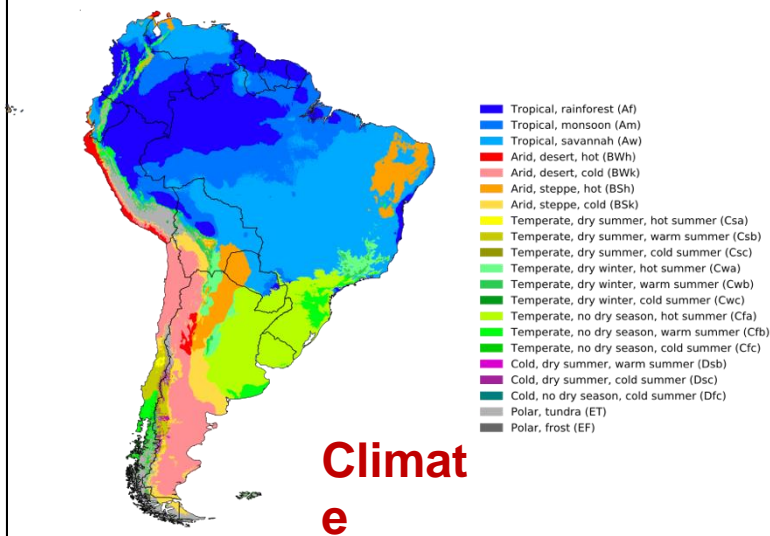 Tropical, rainforest (Af)
Tropical, monsoon (Am)
Tropical, savannah (Aw)
Arid, desert, hot (BWh)
Arid, desert, cold (BWk)
Arid, steppe, hot (BSh)
Arid, steppe, cold (BSk)
Temperate, dry summer, hot summer (Csa)
Temperate, dry summer, warm summer (Csb)
Temperate, dry summer, cold summer (Csc)
Temperate, dry winter, hot summer (Cwa)
Temperate, dry winter, warm summer (Cwb)
Temperate, dry winter, cold summer (Cwc)
Temperate, no dry season, hot summer (Cfa)
Temperate, no dry season, warm summer (Cfb)
Temperate, no dry season, cold summer (Cfc)
Cold, dry summer, warm summer (Dsb)
Cold, dry summer, cold summer (Dsc)
Cold, no dry season, cold summer (Dfc)
Polar, tundra (ET)
Polar, frost (EF)
Climat
e